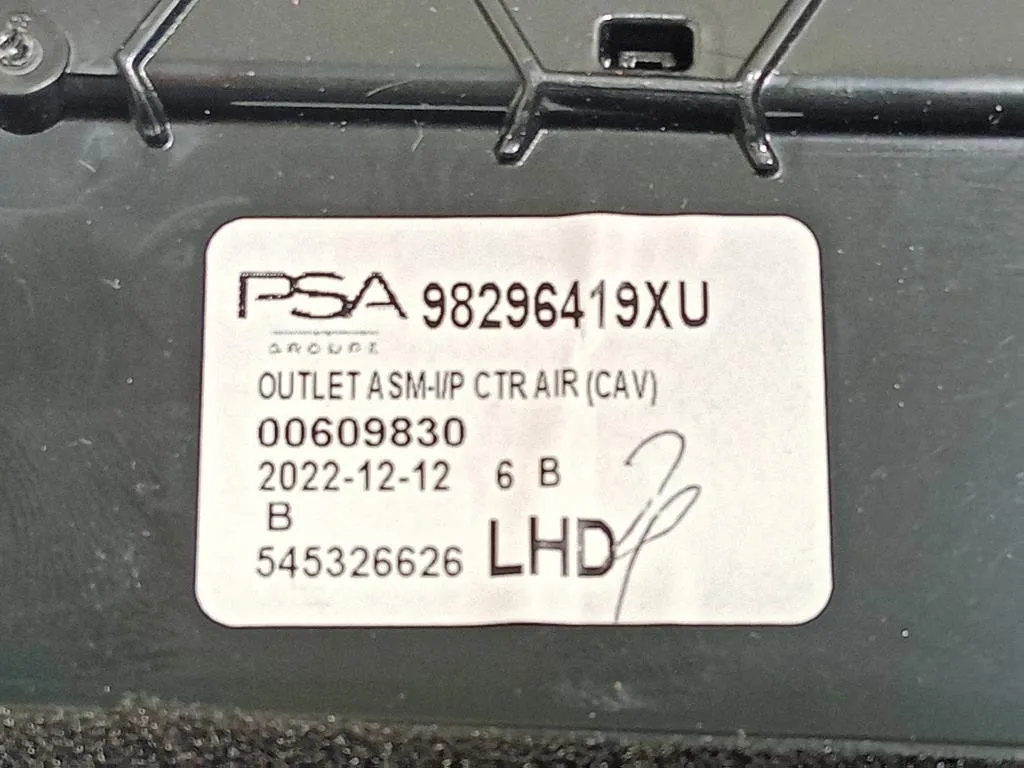 PSA 98296419XU
GROUPE
OUTLET ASM-I/P CTR AIR (CAV)
00609830
2022-12-12 6 B
B
545326626 LHD